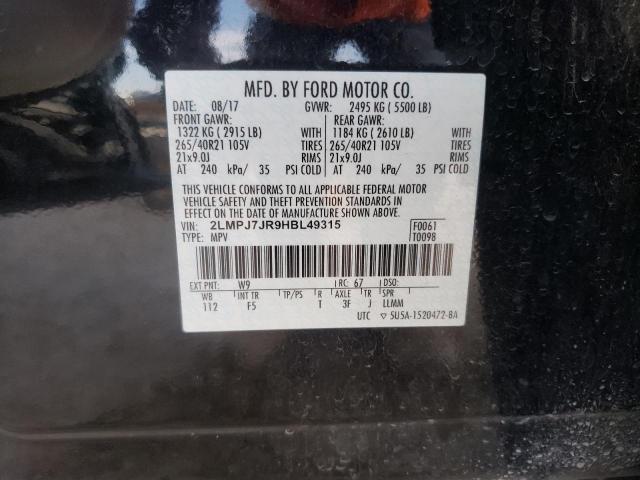 MFD. BY FORD MOTOR CO.
DATE: 08/17 GVWR: 2495 KG ( 5500 LB)
FRONT GAWR: REAR GAWR:
1322 KG ( 2915 LB) WITH 1184 KG ( 2610 LB) WITH
265/40R21 105V TIRES 265/40R21 105V TIRES
21x9.0J RIMS 21x9.0J RIMS
AT 240 kPa/ 35 PSI COLD AT 240 kPa/ 35 PSI COLD
THIS VEHICLE CONFORMS TO ALL APPLICABLE FEDERAL MOTOR
VEHICLE SAFETY AND THEFT PREVENTION STANDARDS IN
EFFECT ON THE DATE OF MANUFACTURE SHOWN ABOVE.
VIN: 2LMPJ7JR9HBL49315 F0061
TYPE: MPV T0098
EXT PNT: W9 RC: 67 DSO:
WB INT TR TP/PS R AXLE TR SPR
112 F5 T 3F J LLMM
UTC ▽ 5U5A-1520472-BA